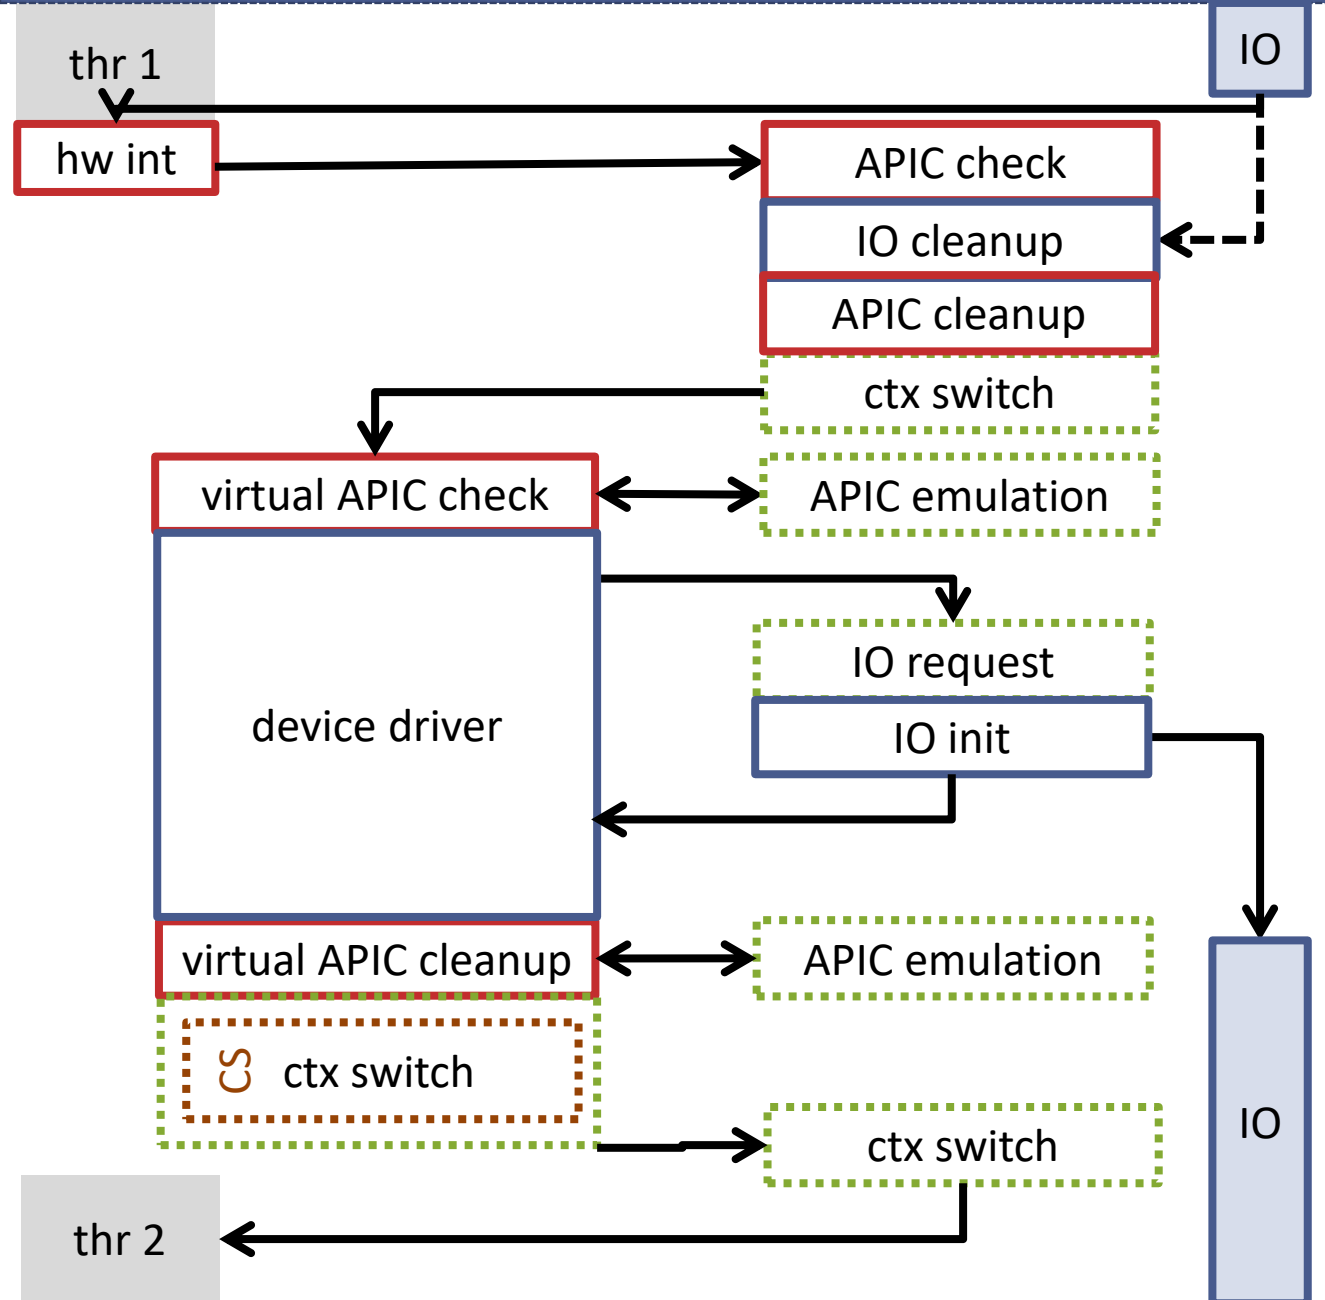 thr 1
IO
hw int
APIC check
IO cleanup
APIC cleanup
ctx switch
virtual APIC check
APIC emulation
IO request
device driver
IO init
virtual APIC cleanup
APIC emulation
CS
ctx switch
ctx switch
IO
thr 2